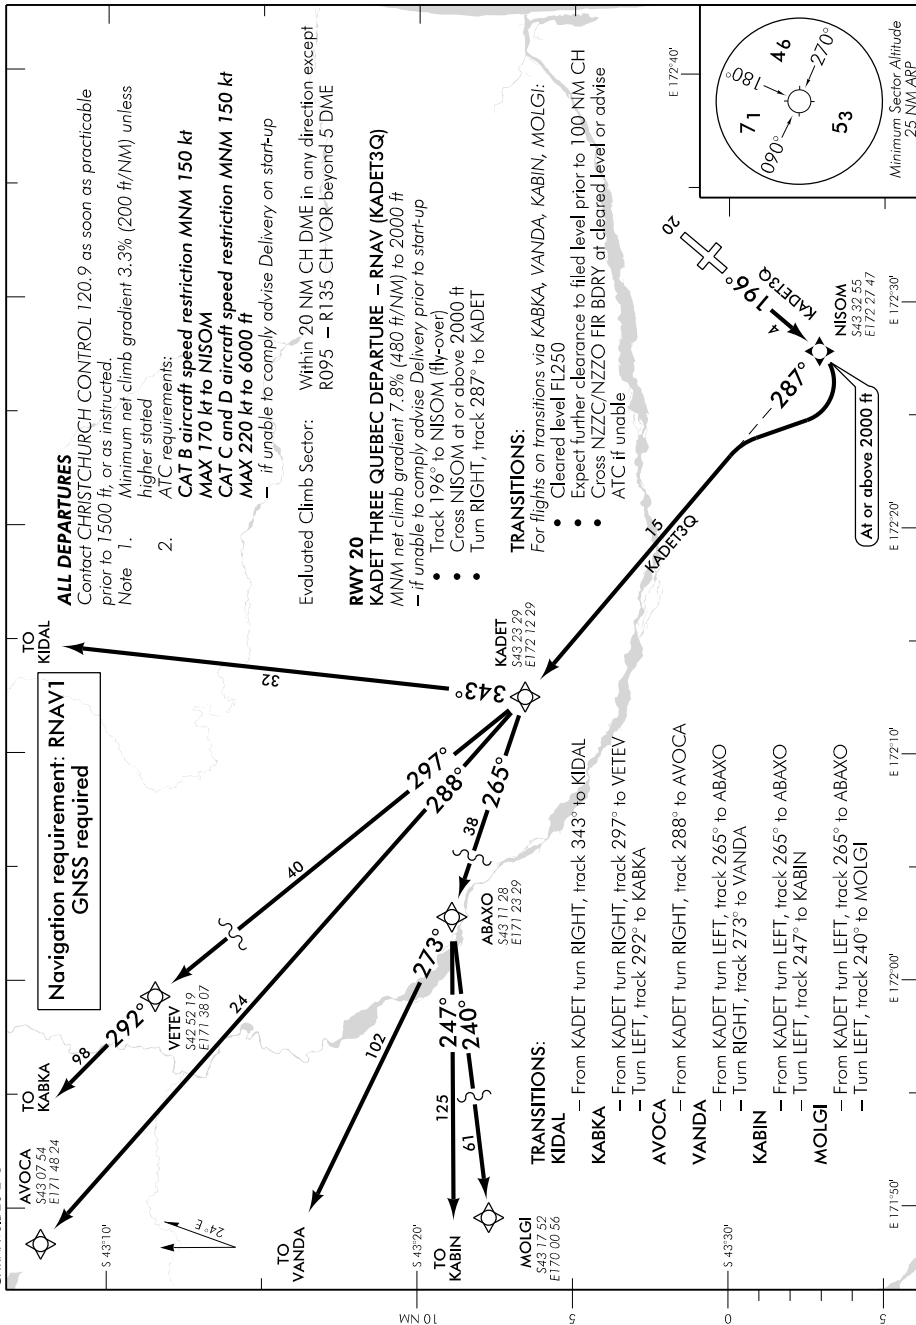 ALL DEPARTURES
Contact CHRISTCHURCH CONTROL 120.9 as soon as practicable
prior to 1500 ft, or as instructed.
Note 1. Minimum net climb gradient 3.3% (200 ft/NM) unless
higher stated
2. ATC requirements:
CAT B aircraft speed restriction MNM 150 kt
MAX 170 kt to NISOM
CAT C and D aircraft speed restriction MNM 150 kt
MAX 220 kt to 6000 ft
– if unable to comply advise Delivery on start-up
Evaluated Climb Sector: Within 20 NM CH DME in any direction except
R095 – R135 CH VOR beyond 5 DME
RWY 20
KADET THREE QUEBEC DEPARTURE – RNAV (KADET3Q)
MNM net climb gradient 7.8% (480 ft/NM) to 2000 ft
– if unable to comply advise Delivery prior to start-up
• Track 196° to NISOM (fly-over)
• Cross NISOM at or above 2000 ft
• Turn RIGHT, track 287° to KADET
TRANSITIONS:
For flights on transitions via KABKA, VANDA, KABIN, MOLGI:
• Cleared level FL250
• Expect further clearance to filed level prior to 100 NM CH
• Cross NZZC/NZZO FIR BDRY at cleared level or advise
ATC if unable
Navigation requirement: RNAV1
GNSS required
TO
KIDAL
32
343°
KADET
S43 23 29
E172 12 29
297°
288°
265°
40
24
38
VETEV
S42 52 19
E171 38 07
292°
98
TO
KABKA
AVOCA
S43 07 54
E171 48 24
24°E
ABAXO
S43 11 28
E171 23 29
273°
247°
240°
102
125
61
TO
VANDA
TO
KABIN
MOLGI
S43 17 52
E170 00 56
15
KADET3Q
287°
4
196°
KADET3Q
20
NISOM
S43 32 55
E172 27 47
At or above 2000 ft
TRANSITIONS:
KIDAL – From KADET turn RIGHT, track 343° to KIDAL
KABKA – From KADET turn RIGHT, track 297° to VETEV
– Turn LEFT, track 292° to KABKA
AVOCA – From KADET turn RIGHT, track 288° to AVOCA
VANDA – From KADET turn LEFT, track 265° to ABAXO
– Turn RIGHT, track 273° to VANDA
KABIN – From KADET turn LEFT, track 265° to ABAXO
– Turn LEFT, track 247° to KABIN
MOLGI – From KADET turn LEFT, track 265° to ABAXO
– Turn LEFT, track 240° to MOLGI
180°
270°
090°
71
46
53
Minimum Sector Altitude
25 NM ARP
S 43°10'
S 43°20'
S 43°30'
E 171°50'
E 172°00'
E 172°10'
E 172°20'
E 172°30'
E 172°40'
10 NM
5
0
5